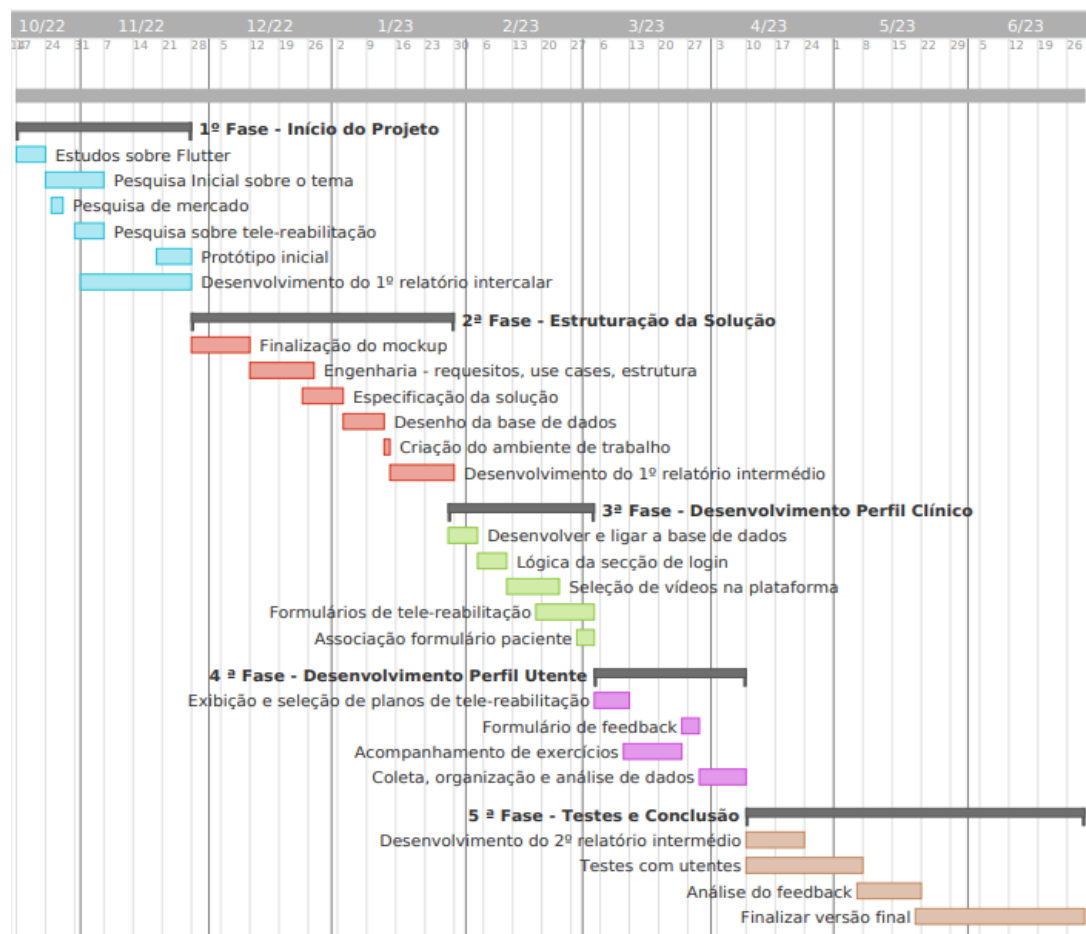 10/22 11/22 12/22 1/23 2/23 3/23 4/23 5/23 6/23
17 24 31 7 14 21 28 5 12 19 26 2 9 16 23 30 6 13 20 27 6 13 20 27 3 10 17 24 1 8 15 22 29 5 12 19 26
1º Fase - Início do Projeto
Estudos sobre Flutter
Pesquisa Inicial sobre o tema
Pesquisa de mercado
Pesquisa sobre tele-reabilitação
Protótipo inicial
Desenvolvimento do 1º relatório intercalar
2ª Fase - Estruturação da Solução
Finalização do mockup
Engenharia - requesitos, use cases, estrutura
Especificação da solução
Desenho da base de dados
Criação do ambiente de trabalho
Desenvolvimento do 1º relatório intermédio
3ª Fase - Desenvolvimento Perfil Clínico
Desenvolver e ligar a base de dados
Lógica da secção de login
Seleção de vídeos na plataforma
Formulários de tele-reabilitação
Associação formulário paciente
4 ª Fase - Desenvolvimento Perfil Utente
Exibição e seleção de planos de tele-reabilitação
Formulário de feedback
Acompanhamento de exercícios
Coleta, organização e análise de dados
5 ª Fase - Testes e Conclusão
Desenvolvimento do 2º relatório intermédio
Testes com utentes
Análise do feedback
Finalizar versão final